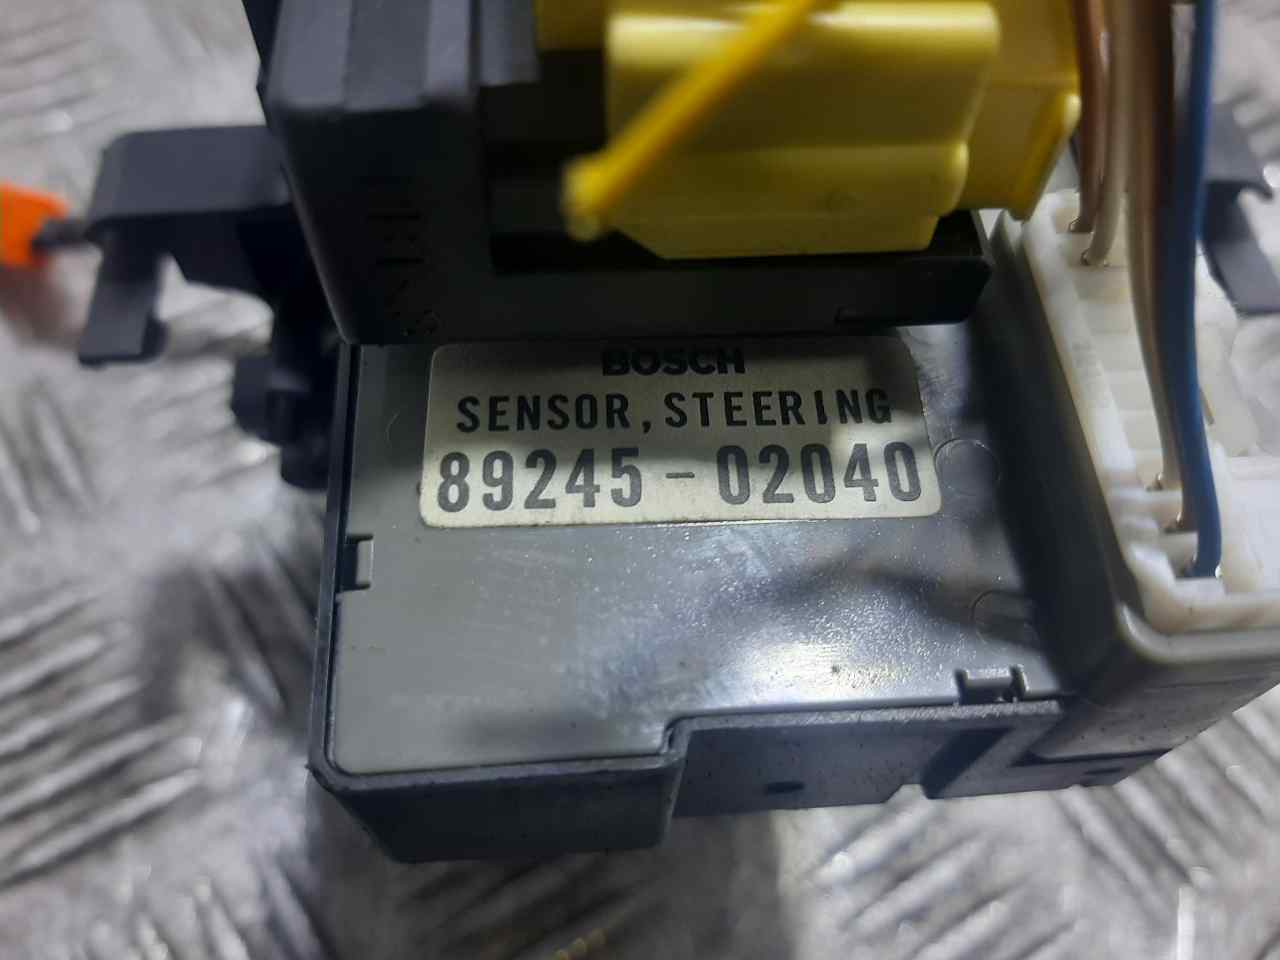 BOSCH
SENSOR,STEERING
89245-02040